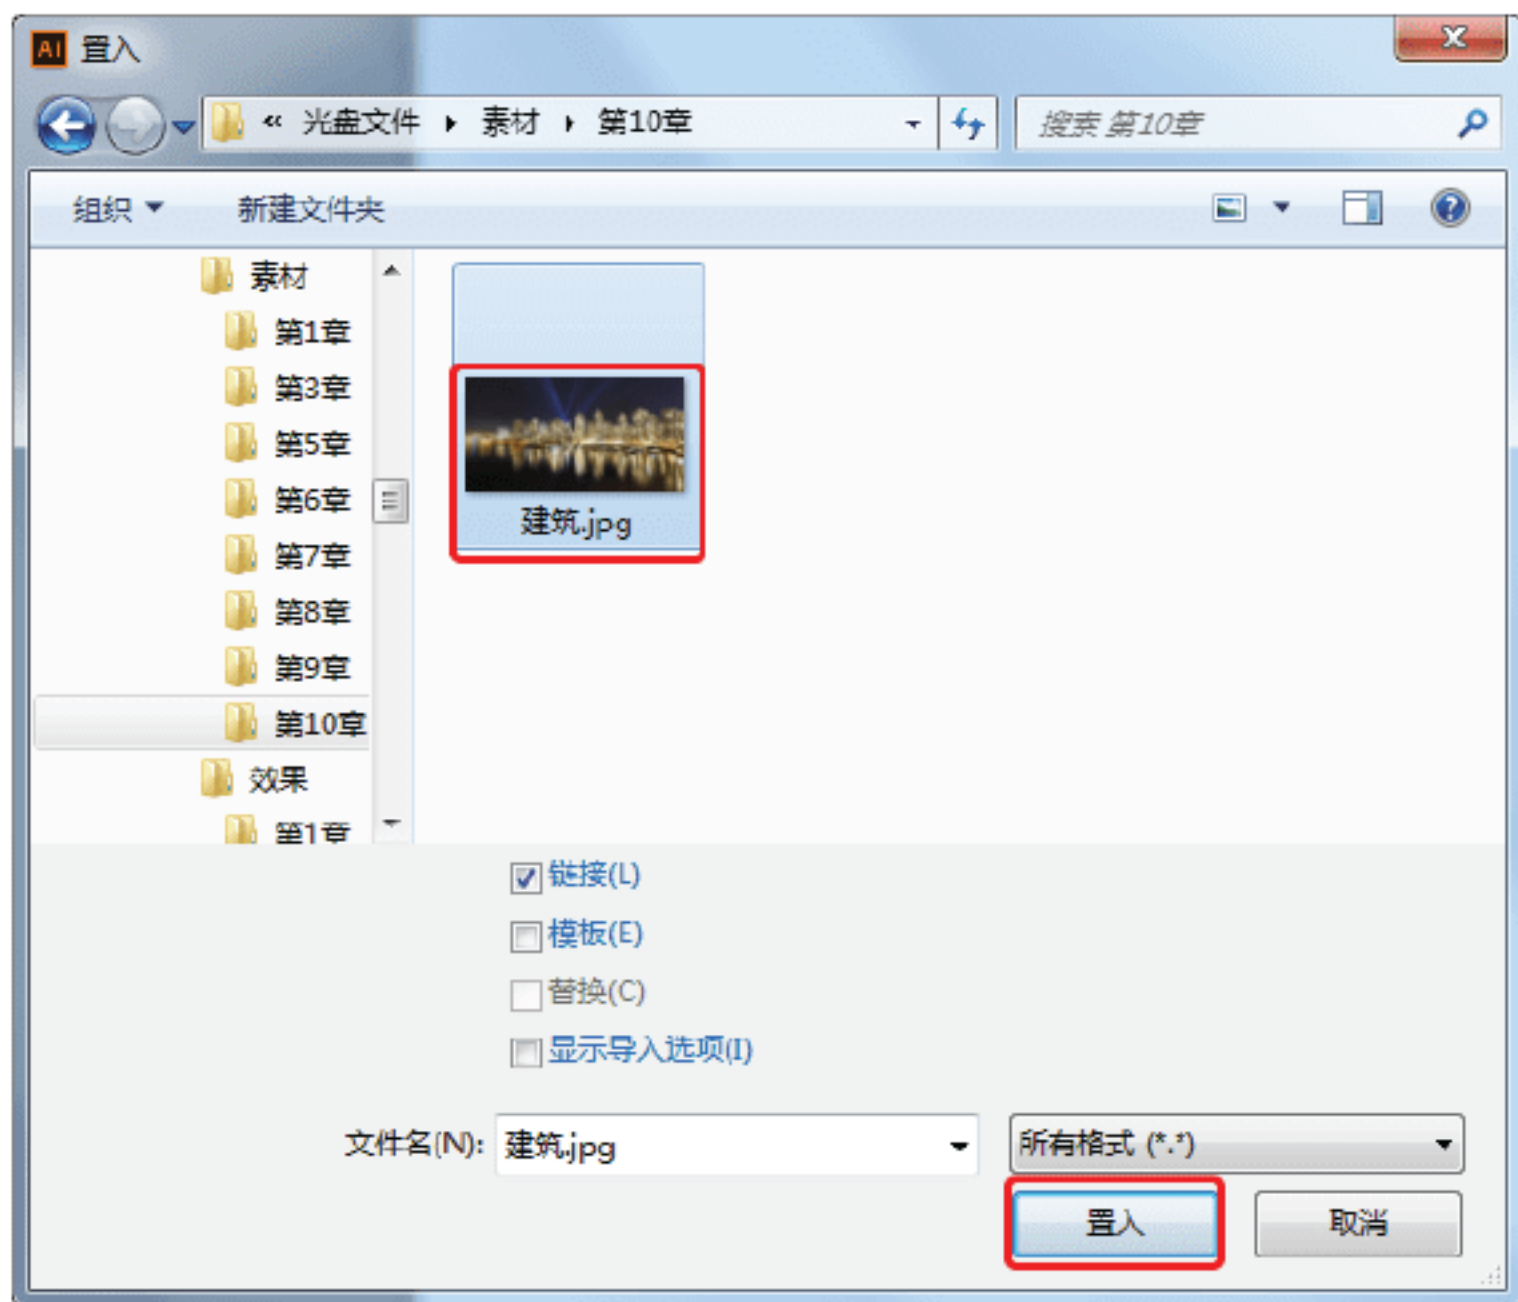 Ai 置入
« 光盘文件 素材 第10章 搜索 第10章
组织 新建文件夹
素材
第1章
第3章
第5章
第6章
第7章
第8章
第9章
第10章
效果
第1章
建筑.jpg
链接(L)
模板(E)
替换(C)
显示导入选项(I)
文件名(N): 建筑.jpg 所有格式 (*.*)
置入 取消